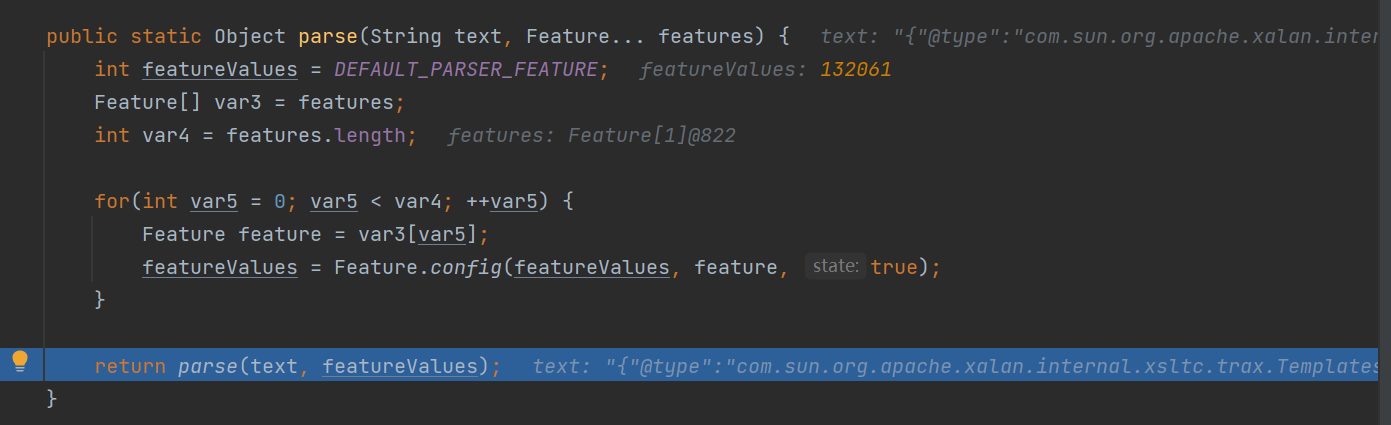 public static Object parse(String text, Feature... features) { text: "{"@type":"com.sun.org.apache.xalan.inter
int featureValues = DEFAULT_PARSER_FEATURE; featureValues: 132061
Feature[] var3 = features;
int var4 = features.length; features: Feature[1]@822
for(int var5 = 0; var5 < var4; ++var5) {
Feature feature = var3[var5];
featureValues = Feature.config(featureValues, feature, state: true);
}
return parse(text, featureValues); text: "{"@type":"com.sun.org.apache.xalan.internal.xsltc.trax.Templates
}